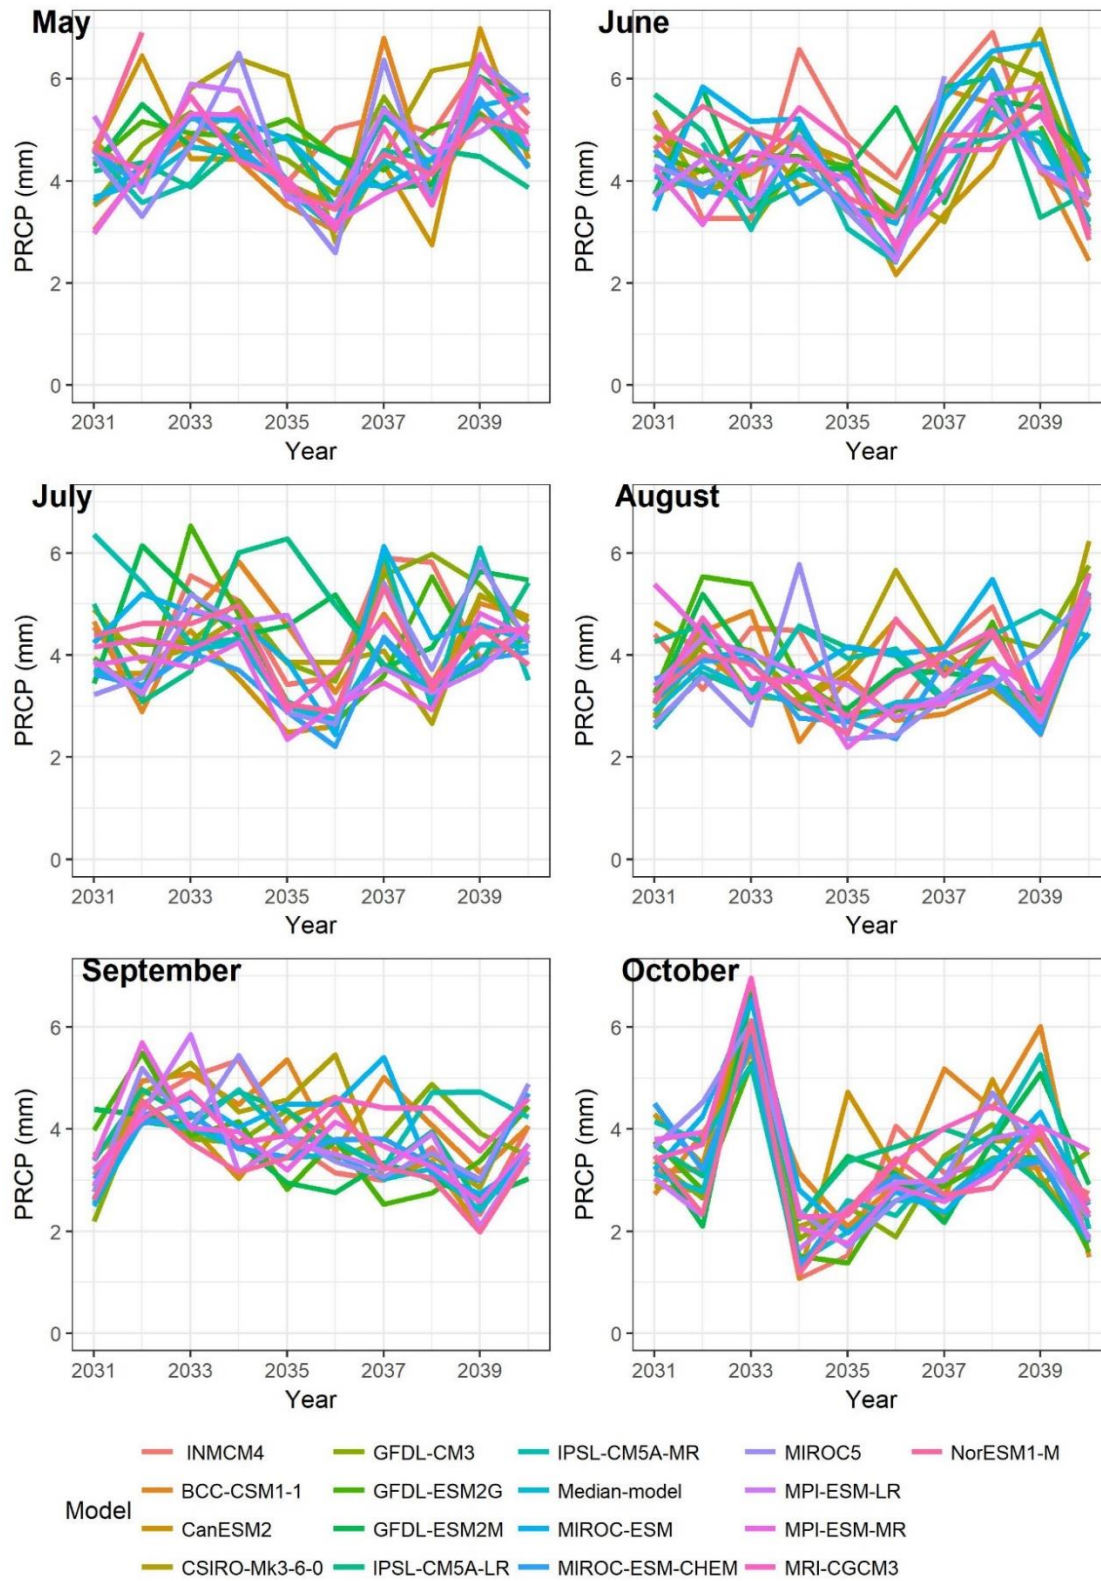 May
June
PRCP (mm)
6
4
2
0
2031 2033 2035 2037 2039
Year
PRCP (mm)
6
4
2
0
2031 2033 2035 2037 2039
Year
July
August
PRCP (mm)
6
4
2
0
2031 2033 2035 2037 2039
Year
PRCP (mm)
6
4
2
0
2031 2033 2035 2037 2039
Year
September
October
PRCP (mm)
6
4
2
0
2031 2033 2035 2037 2039
Year
PRCP (mm)
6
4
2
0
2031 2033 2035 2037 2039
Year
Model
INMCM4 GFDL-CM3 IPSL-CM5A-MR MIROC5 NorESM1-M
BCC-CSM1-1 GFDL-ESM2G Median-model MPI-ESM-LR
CanESM2 GFDL-ESM2M MIROC-ESM MPI-ESM-MR
CSIRO-Mk3-6-0 IPSL-CM5A-LR MIROC-ESM-CHEM MRI-CGCM3